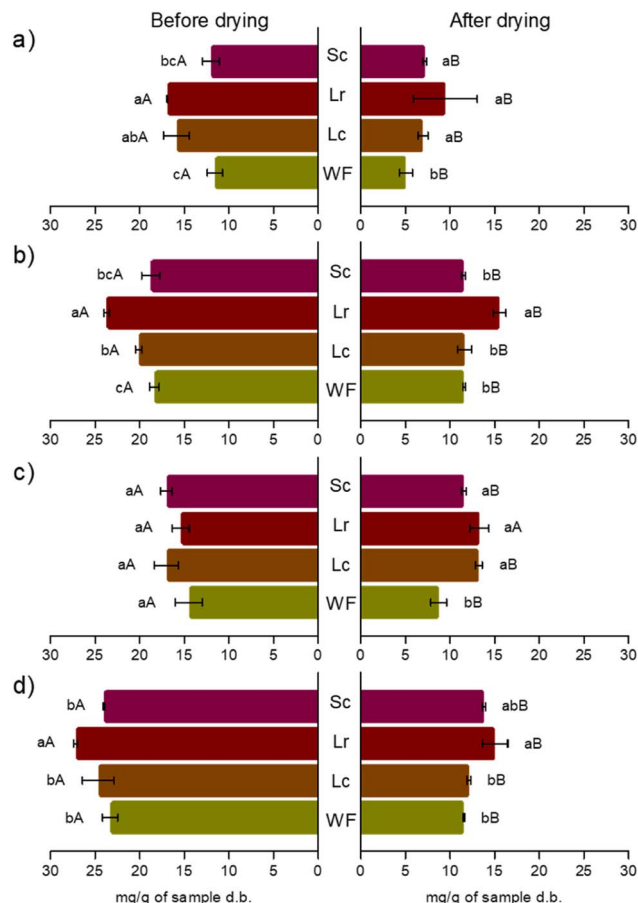 Before drying After drying
a)
bcA Sc aB
aA Lr aB
abA Lc aB
cA WF bB
30 25 20 15 10 5 0 0 5 10 15 20 25 30
b)
bcA Sc bB
aA Lr aB
bA Lc bB
cA WF bB
30 25 20 15 10 5 0 0 5 10 15 20 25 30
c)
aA Sc aB
aA Lr aA
aA Lc aB
aA WF bB
30 25 20 15 10 5 0 0 5 10 15 20 25 30
d)
bA Sc abB
aA Lr aB
bA Lc bB
bA WF bB
30 25 20 15 10 5 0 0 5 10 15 20 25 30
mg/g of sample d.b. mg/g of sample d.b.